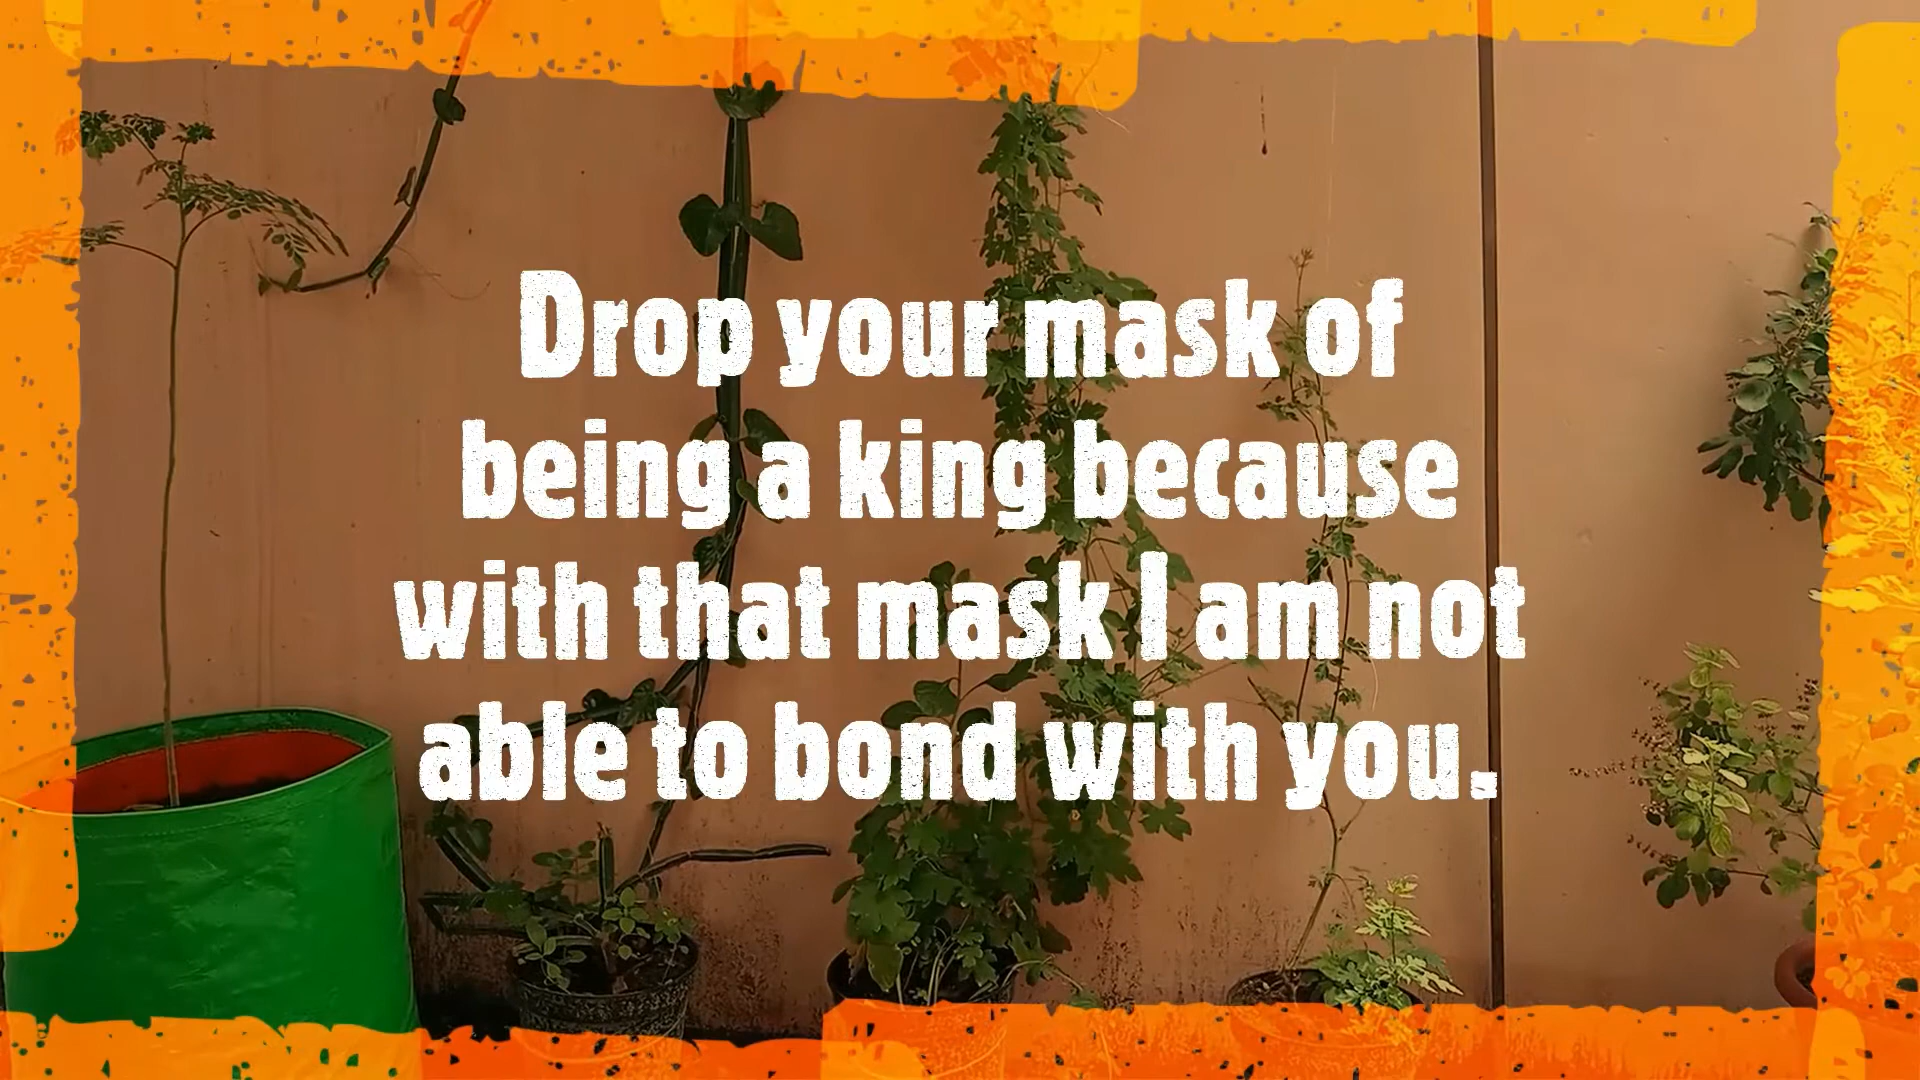 Drop your mask of
being a king because
with that mask I am not
able to bond with you.